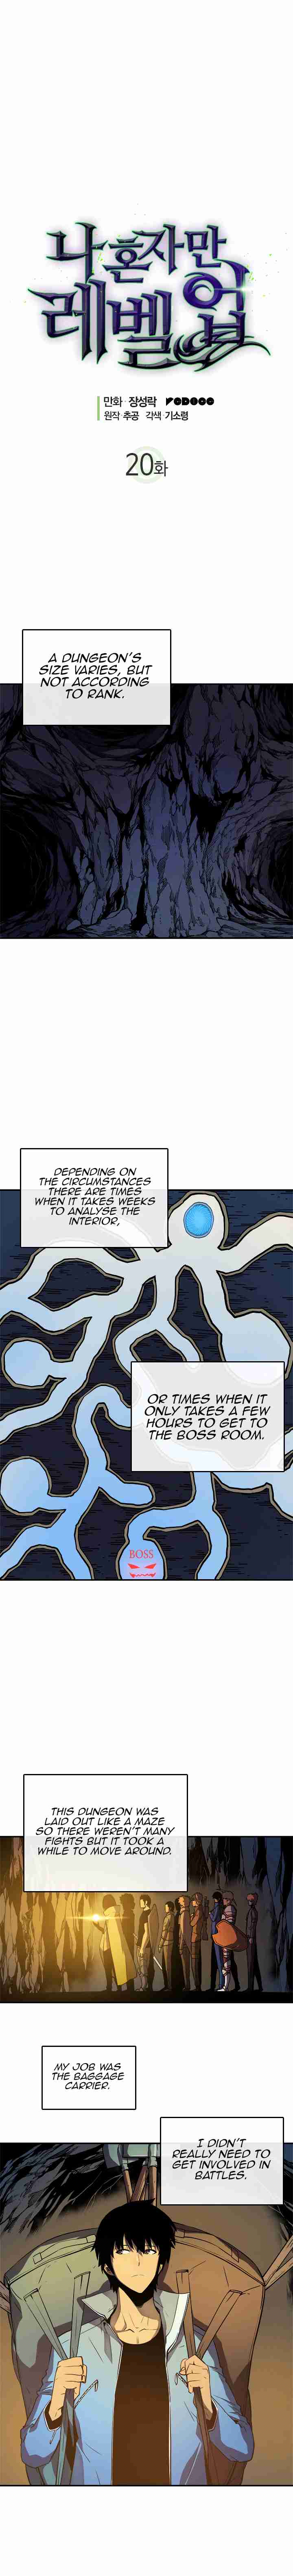 나 혼자만
레벨업
만화 · 장성락 REDICE
원작 · 추공 각색 · 기소령
20화
A DUNGEON'S
SIZE VARIES, BUT
NOT ACCORDING
TO RANK.
DEPENDING ON
THE CIRCUMSTANCES
THERE ARE TIMES
WHEN IT TAKES WEEKS
TO ANALYSE THE
INTERIOR,
OR TIMES WHEN IT
ONLY TAKES A FEW
HOURS TO GET TO
THE BOSS ROOM.
BOSS
THIS DUNGEON WAS
LAID OUT LIKE A MAZE
SO THERE WEREN'T MANY
FIGHTS BUT IT TOOK A
WHILE TO MOVE AROUND.
MY JOB WAS
THE BAGGAGE
CARRIER.
I DIDN'T
REALLY NEED TO
GET INVOLVED IN
BATTLES.